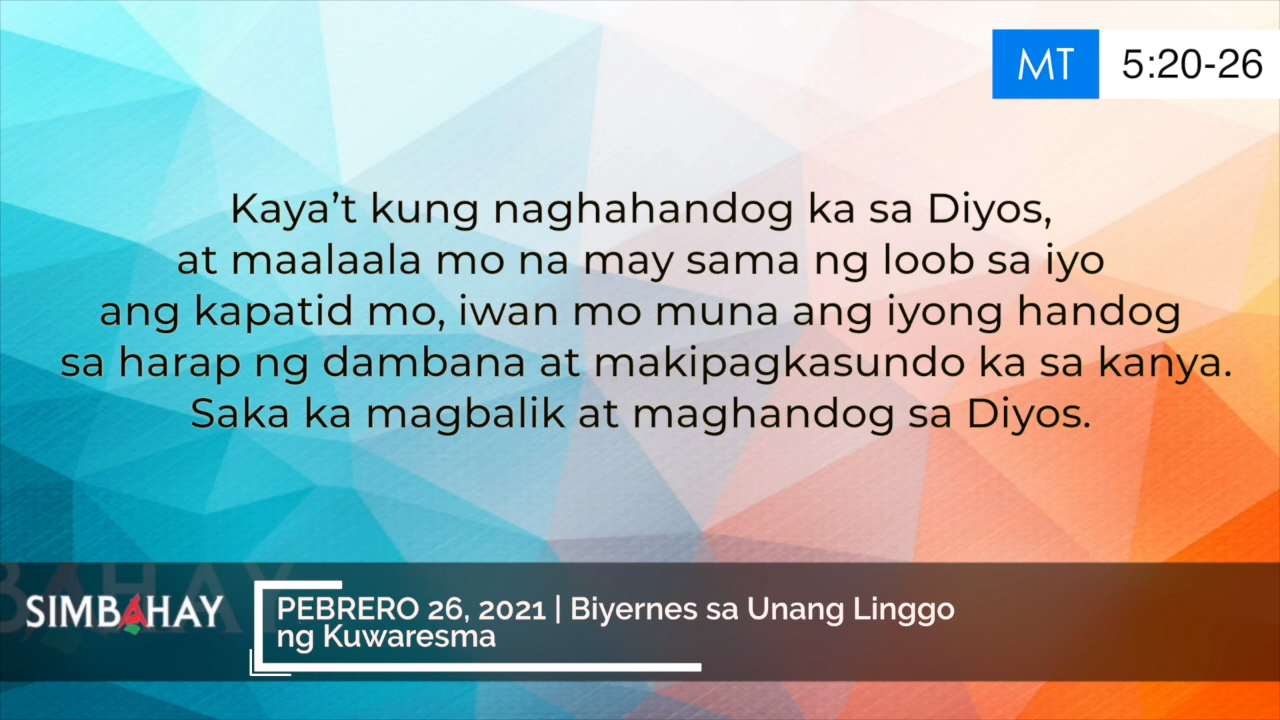 MT 5:20-26
Kaya’t kung naghahandog ka sa Diyos,
at maalaala mo na may sama ng loob sa iyo
ang kapatid mo, iwan mo muna ang iyong handog
sa harap ng dambana at makipagkasundo ka sa kanya.
Saka ka magbalik at maghandog sa Diyos.
SIMBAHAY
PEBRERO 26, 2021 | Biyernes sa Unang Linggo
ng Kuwaresma